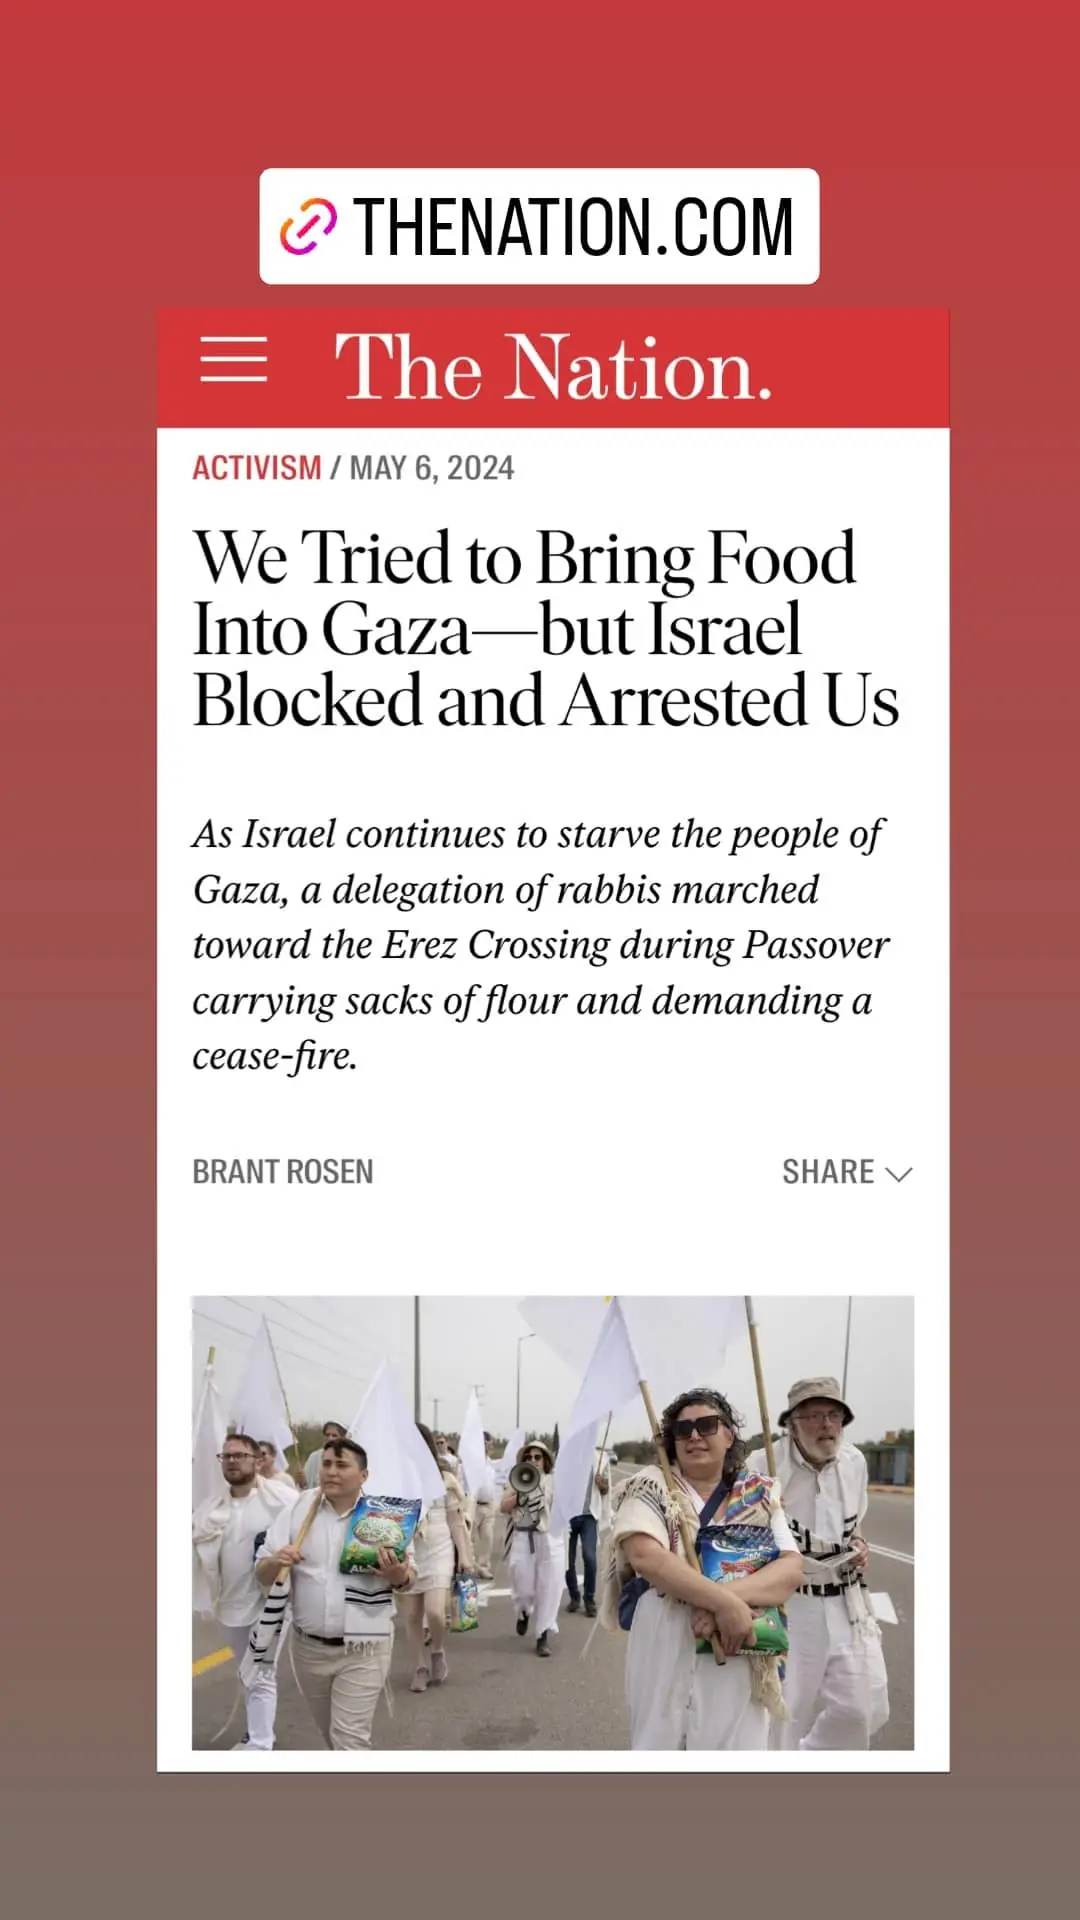 THENATION.COM
The Nation.
ACTIVISM / MAY 6, 2024
We Tried to Bring Food
Into Gaza—but Israel
Blocked and Arrested Us
As Israel continues to starve the people of
Gaza, a delegation of rabbis marched
toward the Erez Crossing during Passover
carrying sacks of flour and demanding a
cease-fire.
BRANT ROSEN
SHARE